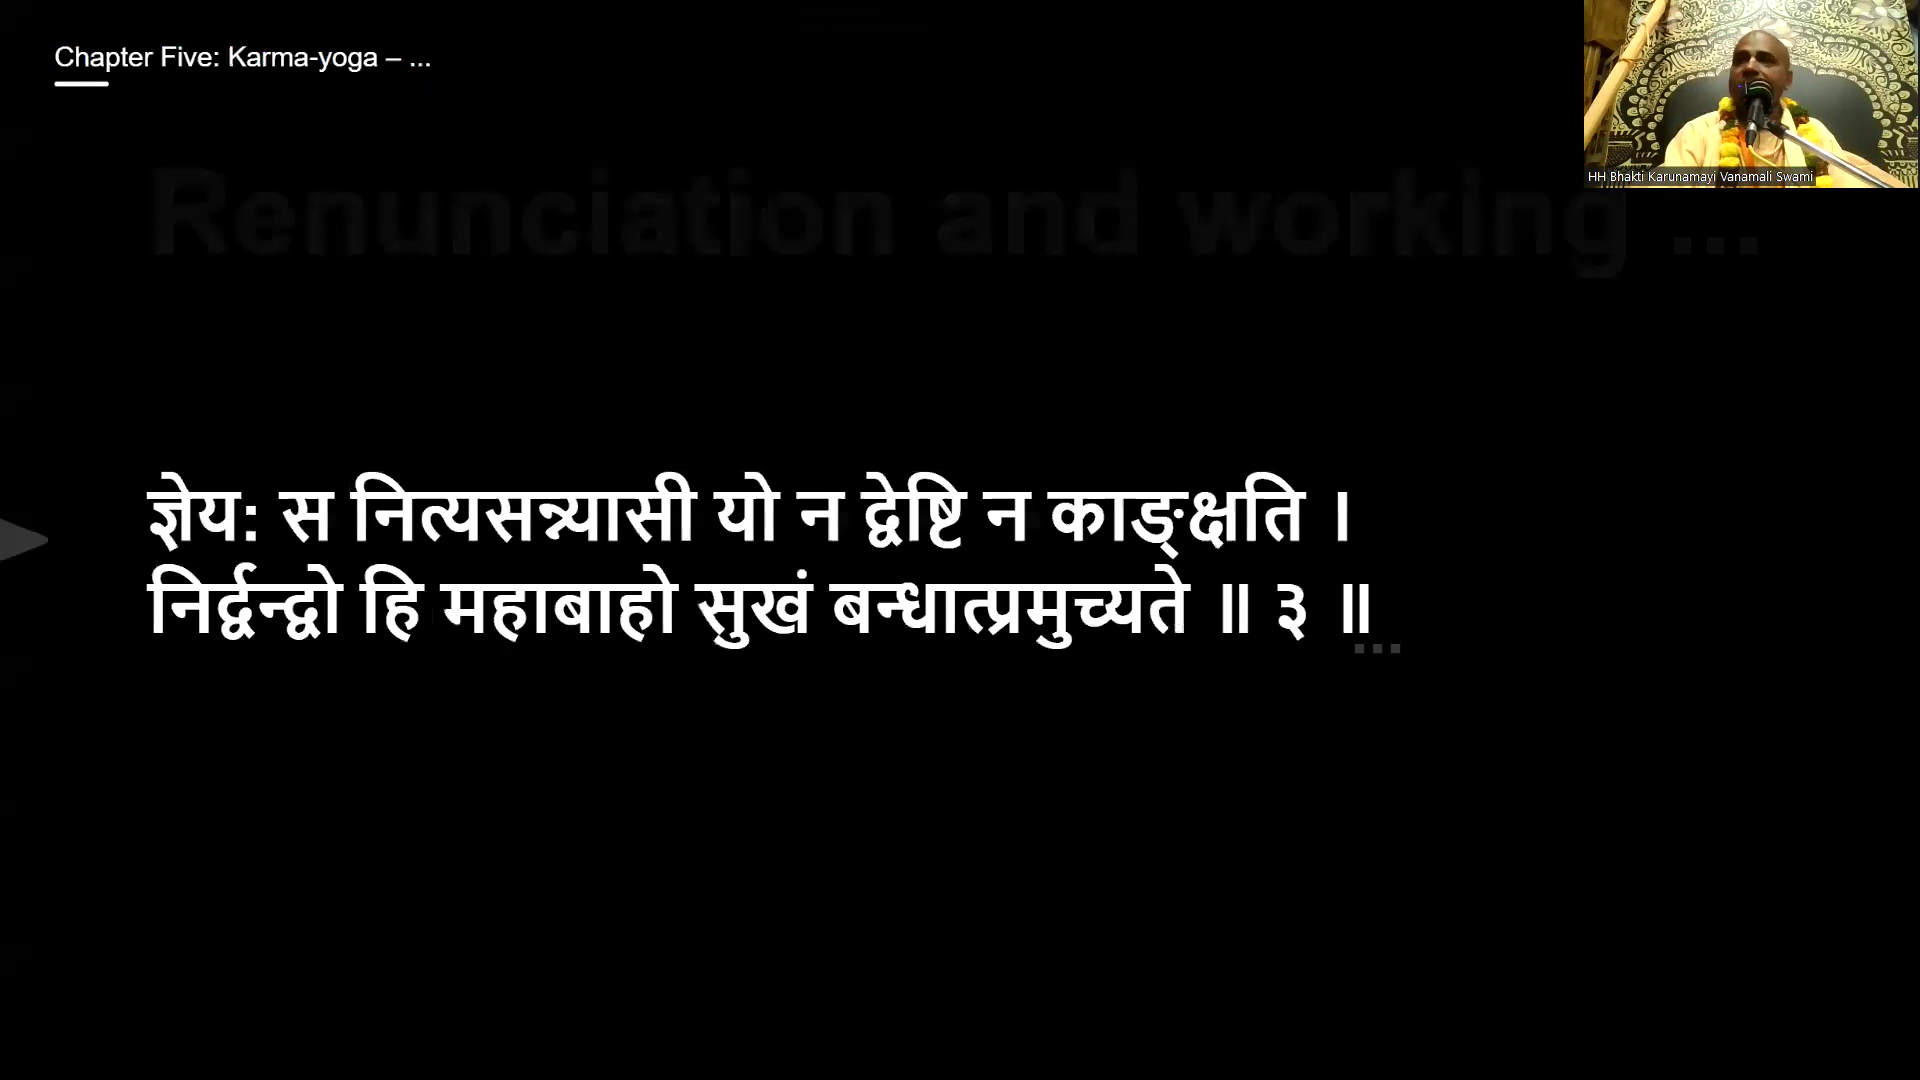 Chapter Five: Karma-yoga – ...
HH Bhakti Karunamayi Vanamali Swami
Renunciation and working ...
ज्ञेय: स नित्यसन्न्यासी यो न द्वेष्टि न काङ्क्षति ।
निर्द्वन्द्वो हि महाबाहो सुखं बन्धात्प्रमुच्यते ॥ ३ ॥
...